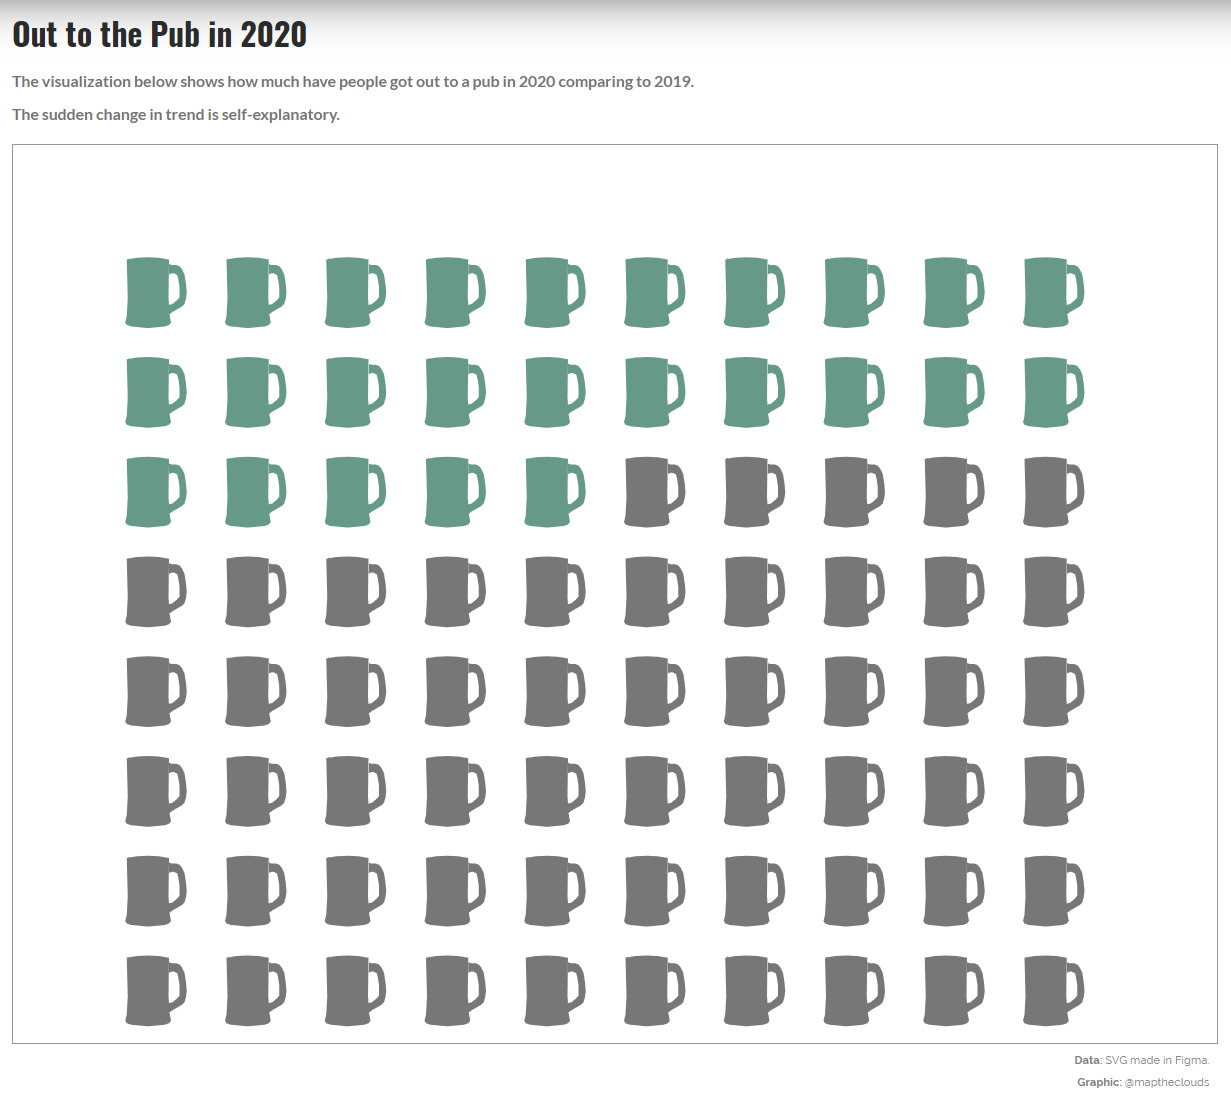 Out to the Pub in 2020
The visualization below shows how much have people got out to a pub in 2020 comparing to 2019.
The sudden change in trend is self-explanatory.
Data: SVG made in Figma.
Graphic: @maptheclouds